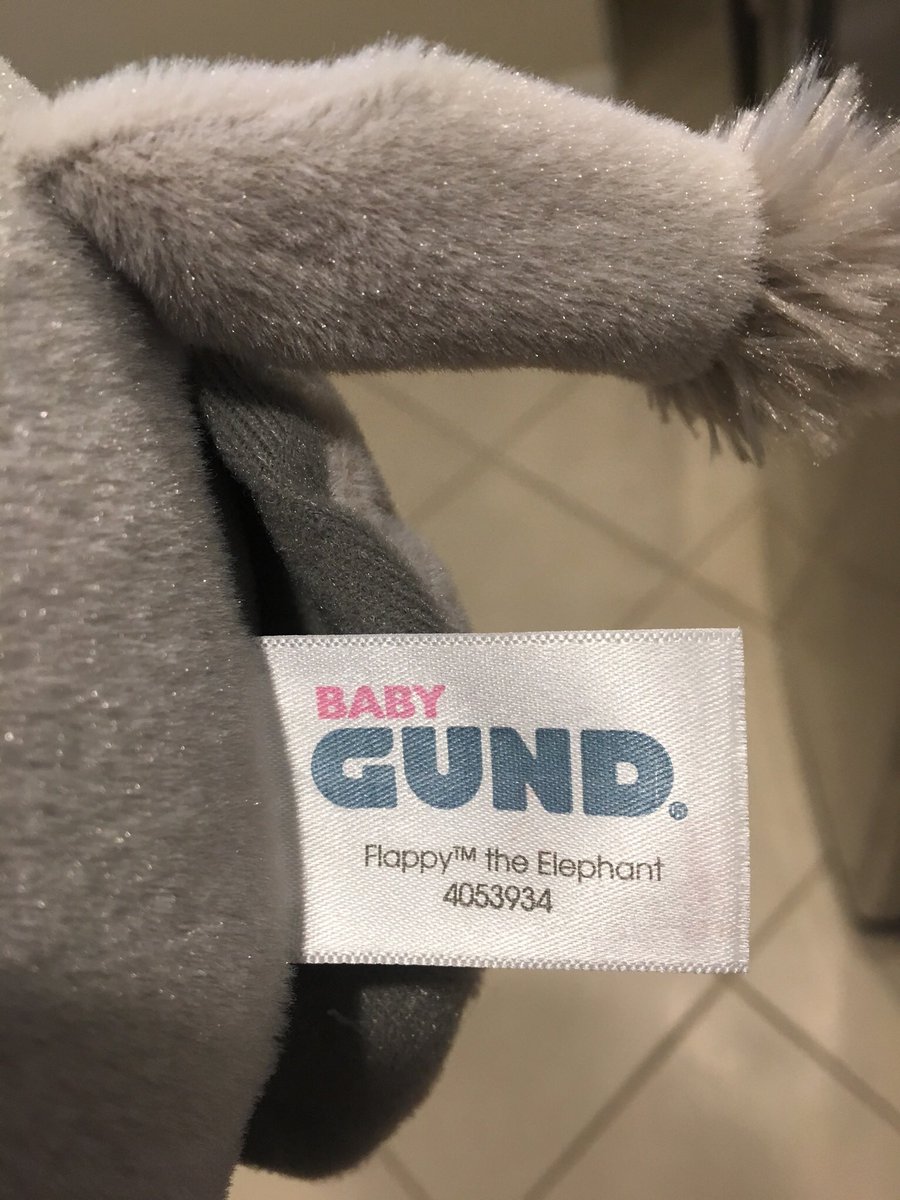 BABY
GUND®
Flappy™ the Elephant
4053934